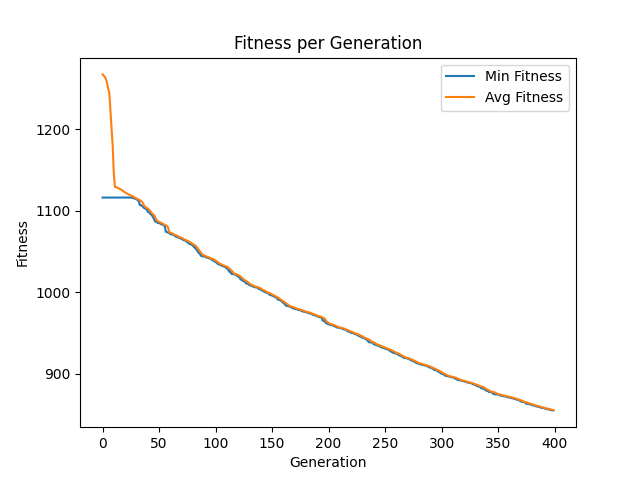 Fitness per Generation
Min Fitness
Avg Fitness
Fitness
1200
1100
1000
900
0 50 100 150 200 250 300 350 400
Generation